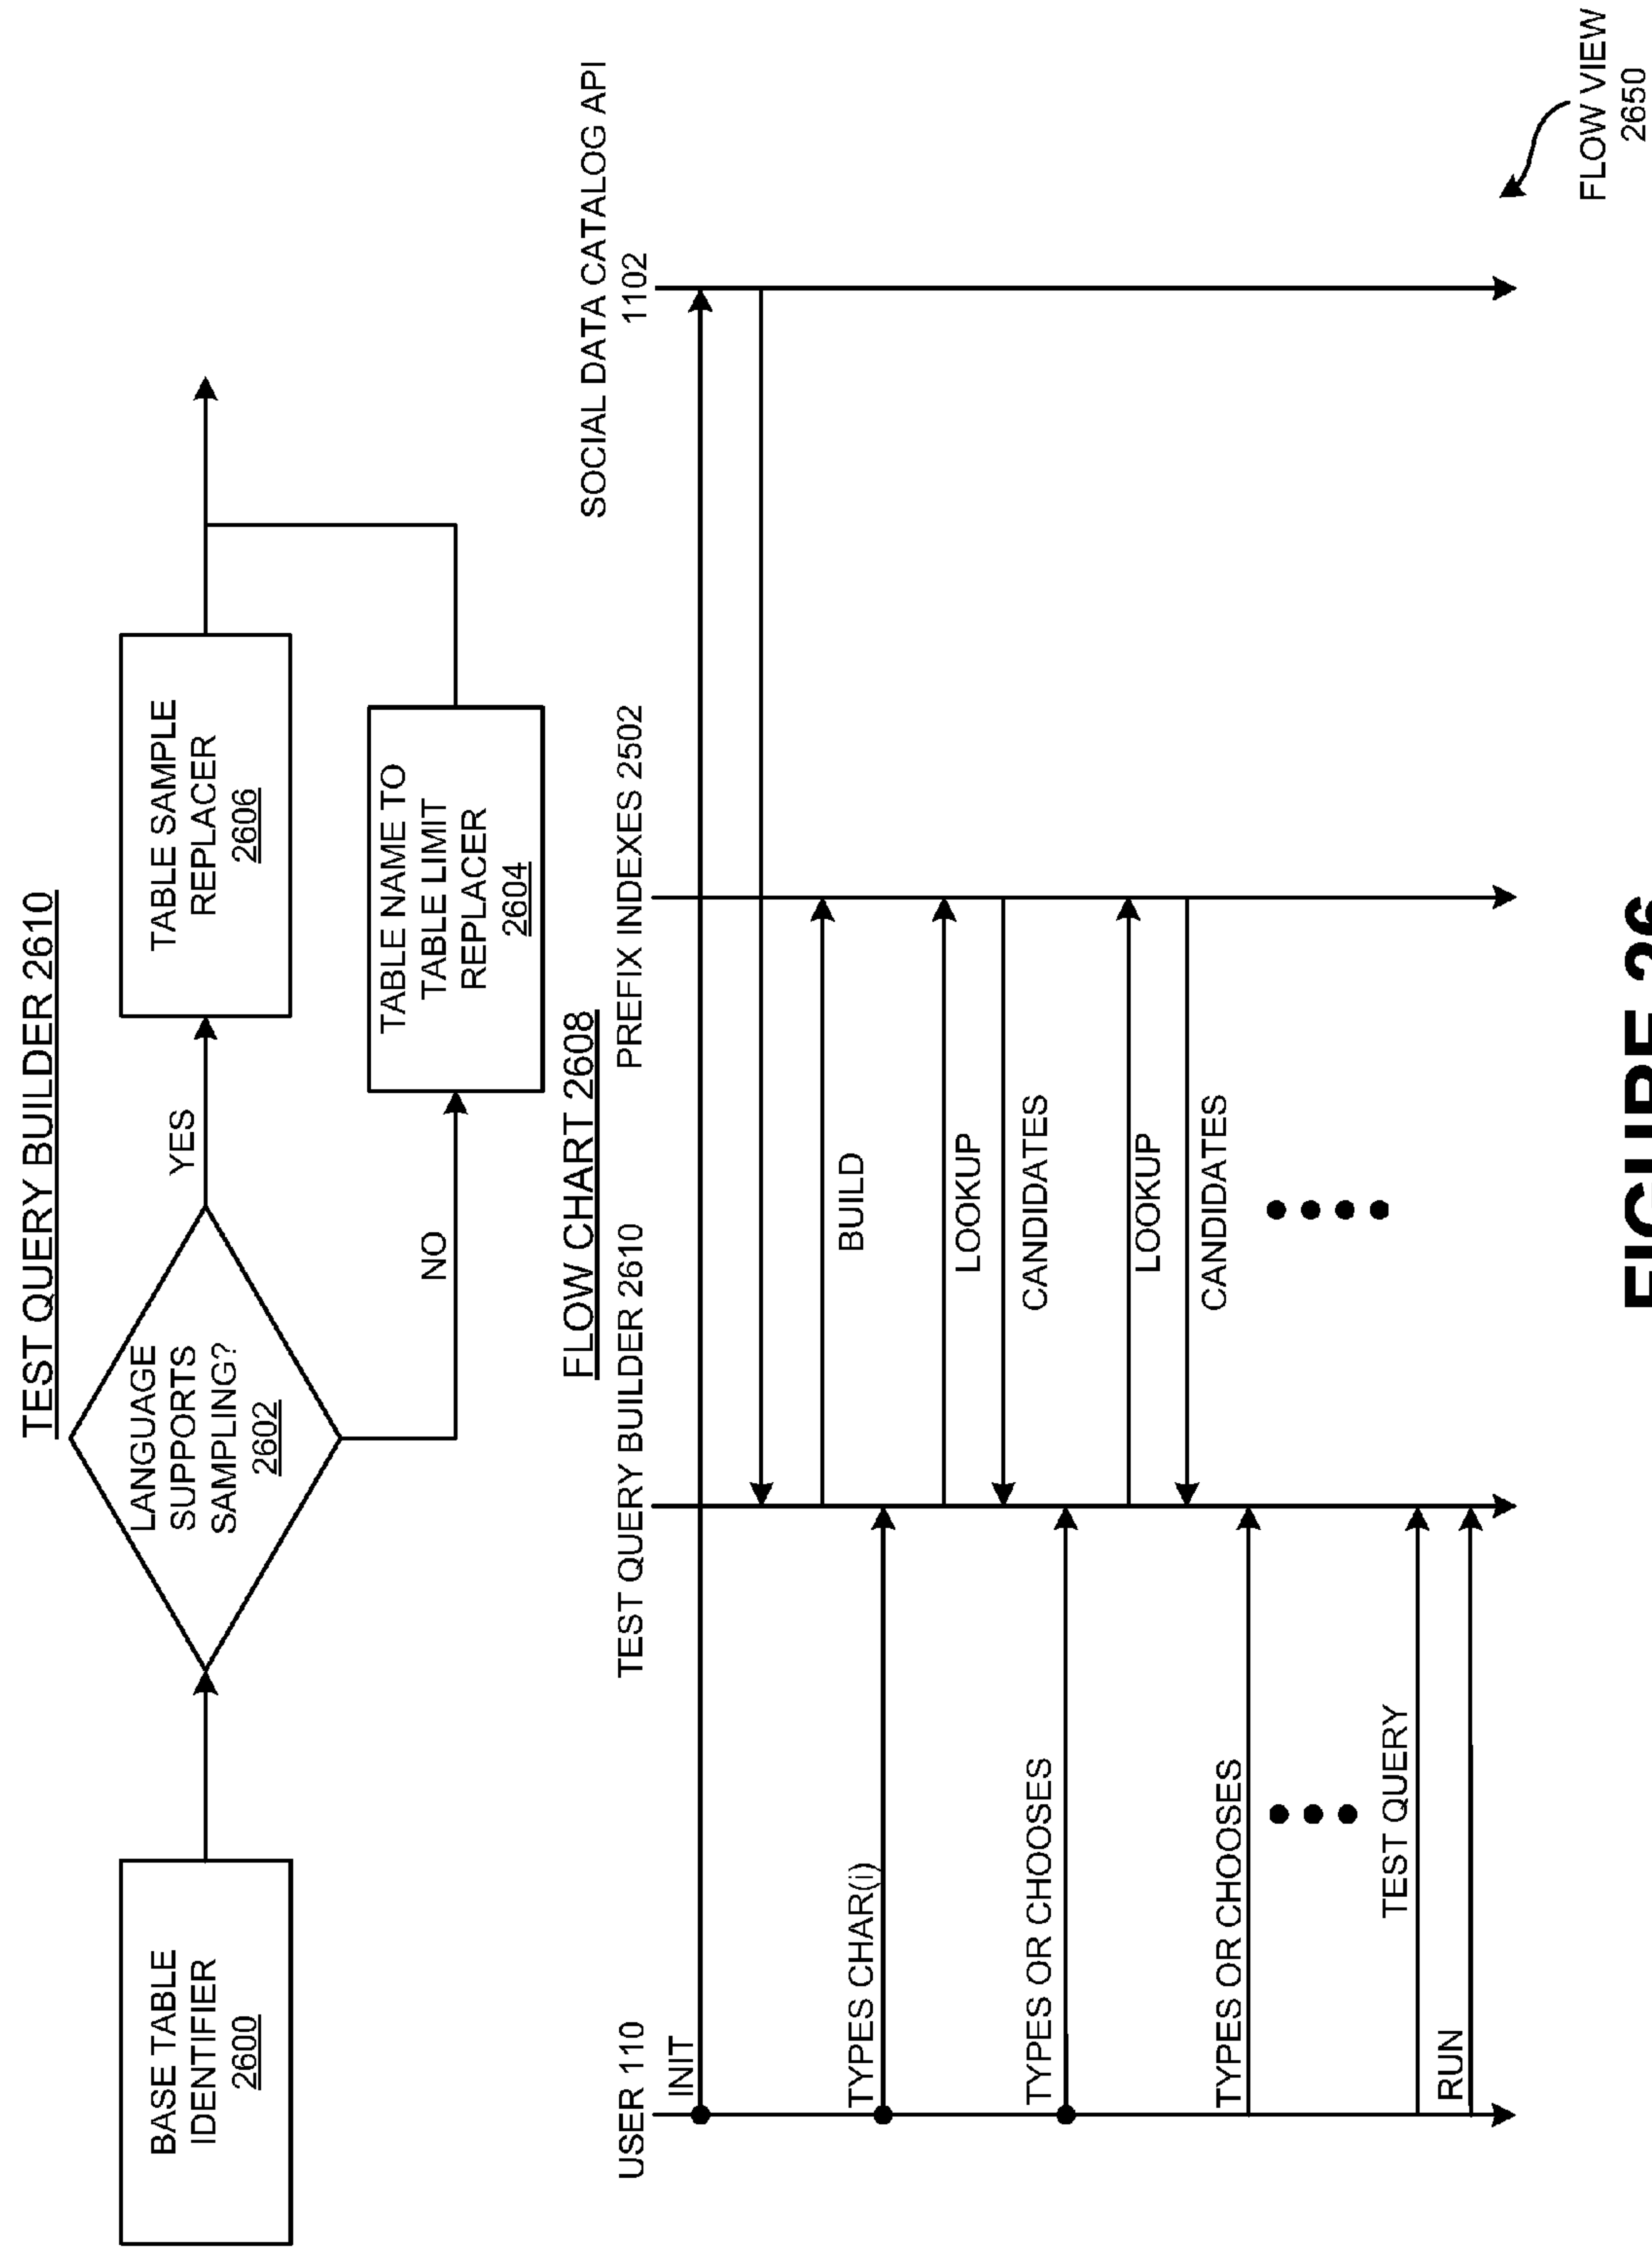 TEST QUERY BUILDER 2610
BASE TABLE
IDENTIFIER
2600
LANGUAGE
SUPPORTS
SAMPLING?
2602
YES
NO
TABLE SAMPLE
REPLACER
2606
TABLE NAME TO
TABLE LIMIT
REPLACER
2604
FLOW CHART 2608
USER 110
TEST QUERY BUILDER 2610
PREFIX INDEXES 2502
SOCIAL DATA CATALOG API
1102
INIT
BUILD
TYPES CHAR(i)
LOOKUP
CANDIDATES
TYPES OR CHOOSES
LOOKUP
CANDIDATES
TYPES OR CHOOSES
TEST QUERY
RUN
FLOW VIEW
2650
FIGURE 26